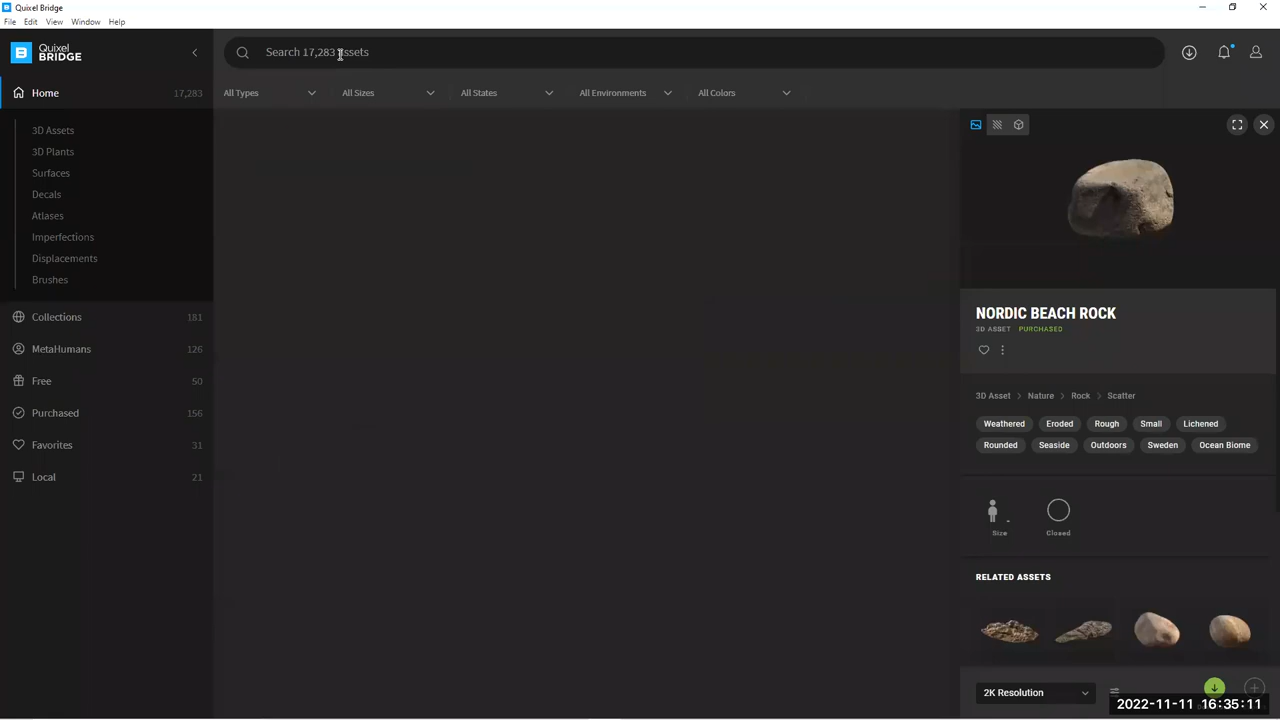 Quixel Bridge
File Edit View Window Help
Quixel
BRIDGE
Search 17,283 assets
Home 17,283
All Types All Sizes All States All Environments All Colors
3D Assets
3D Plants
Surfaces
Decals
Atlases
Imperfections
Displacements
Brushes
Collections 181
MetaHumans 126
Free 50
Purchased 156
Favorites 31
Local 21
NORDIC BEACH ROCK
3D ASSET PURCHASED
3D Asset > Nature > Rock > Scatter
Weathered Eroded Rough Small Lichened
Rounded Seaside Outdoors Sweden Ocean Biome
Size Closed
RELATED ASSETS
2K Resolution
2022-11-11 16:35:11